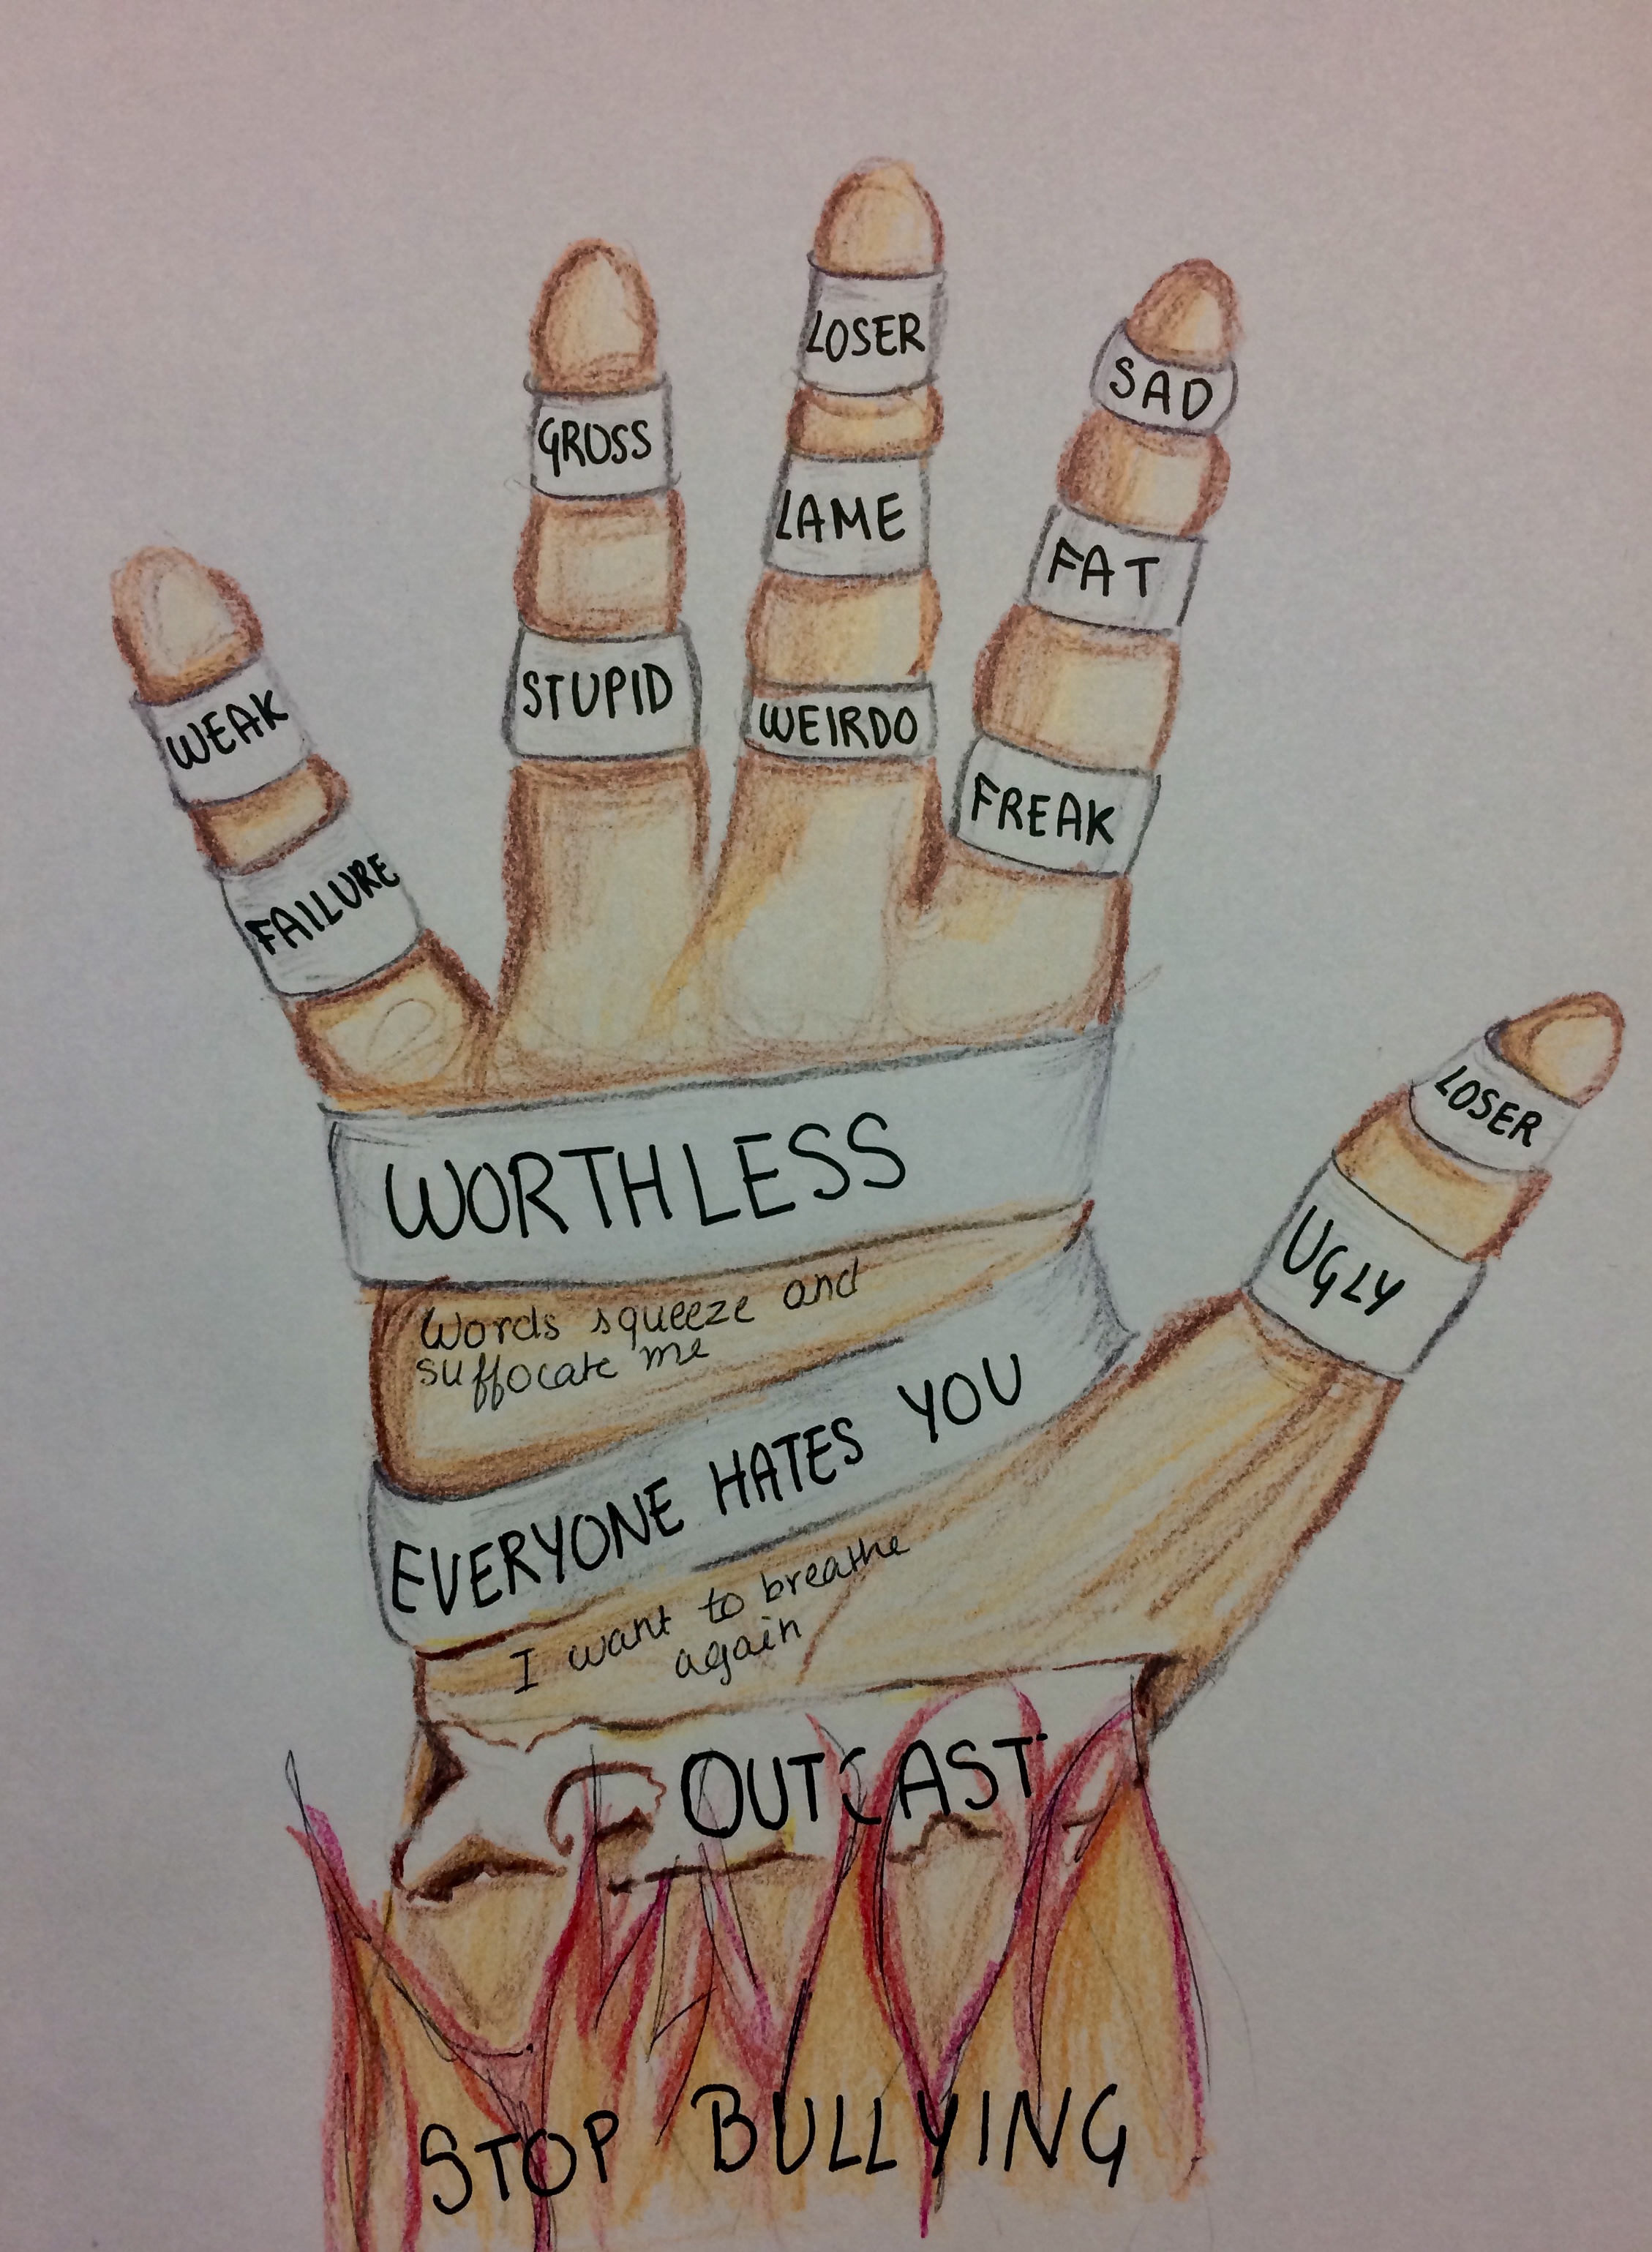 WEAK
FAILURE
GROSS
STUPID
LOSER
LAME
WEIRDO
SAD
FAT
FREAK
LOSER
UGLY
WORTHLESS
Words squeeze and
suffocate me
EVERYONE HATES YOU
I want to breathe
again
OUTCAST
STOP BULLYING